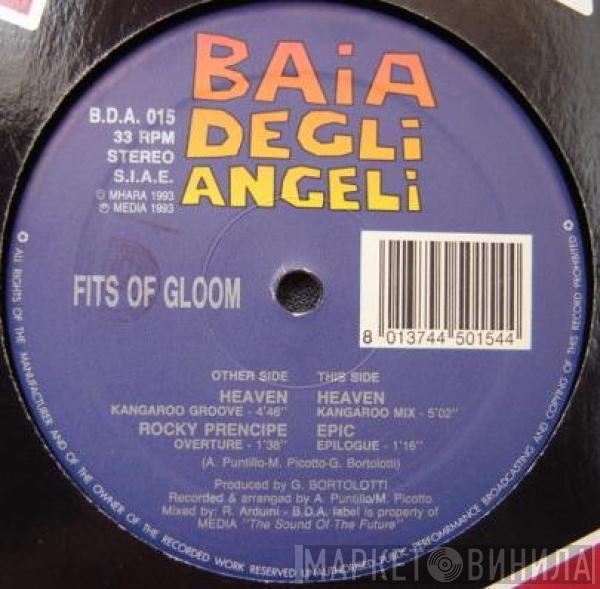 BAiA
DEGLi
ANGELi
B.D.A. 015
33 RPM
STEREO
S.I.A.E.
© MHARA 1993
℗ MEDIA 1993
FITS OF GLOOM
8 013744 501544
OTHER SIDE
HEAVEN
KANGAROO GROOVE - 4'46"
ROCKY PRENCIPE
OVERTURE - 1'38"
THIS SIDE
HEAVEN
KANGAROO MIX - 5'02"
EPIC
EPILOGUE - 1'16"
(A. Puntillo-M. Picotto-G. Bortolotti)
Produced by G. BORTOLOTTI
Recorded & arranged by A. Puntillo/M. Picotto
Mixed by: R. Arduini - B.D.A. label is property of
MEDIA "The Sound Of The Future"
✪ ALL RIGHTS OF THE MANUFACTURER AND OF THE OWNER OF THE RECORDED WORK RESERVED UNAUTHORISED PUBLIC PERFORMANCE BROADCASTING AND COPYING OF THIS RECORD PROHIBITED ✪
МАРКЕТ ВИНИЛА